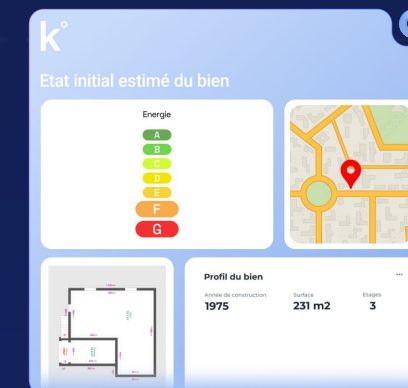 k°
Etat initial estimé du bien
Energie
A
B
C
D
E
F
G
Profil du bien
...
Année de construction
Surface
Etages
1975
231 m2
3